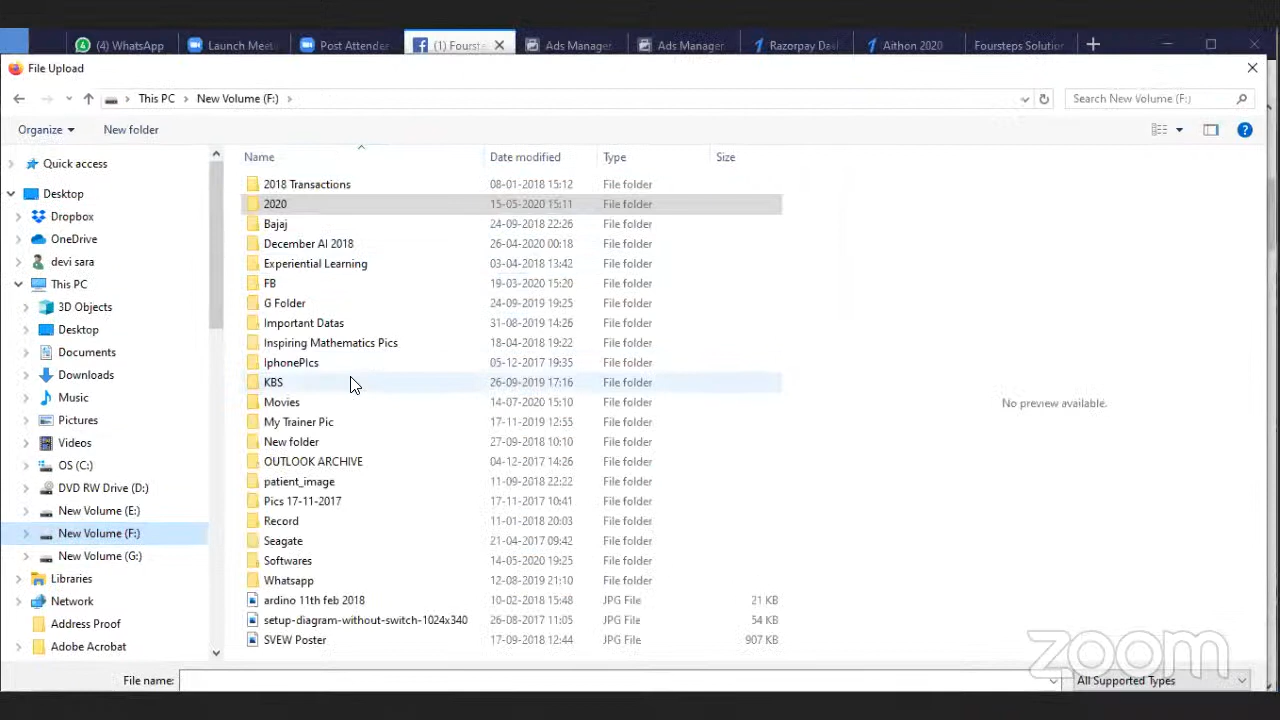 (4) WhatsApp Launch Meet Post Attende (1) Fourste Ads Manager Ads Manager Razorpay Das Aithon 2020 Foursteps Solutio
File Upload
This PC New Volume (F:) Search New Volume (F:)
Organize New folder
Name Date modified Type Size
Quick access
Desktop
Dropbox
OneDrive
devi sara
This PC
3D Objects
Desktop
Documents
Downloads
Music
Pictures
Videos
OS (C:)
DVD RW Drive (D:)
New Volume (E:)
New Volume (F:)
New Volume (G:)
Libraries
Network
Address Proof
Adobe Acrobat
2018 Transactions 08-01-2018 15:12 File folder
2020 15-05-2020 15:11 File folder
Bajaj 24-09-2018 22:26 File folder
December AI 2018 26-04-2020 00:18 File folder
Experiential Learning 03-04-2018 13:42 File folder
FB 19-03-2020 15:20 File folder
G Folder 24-09-2019 19:25 File folder
Important Datas 31-08-2019 14:26 File folder
Inspiring Mathematics Pics 18-04-2018 19:22 File folder
IphonePIcs 05-12-2017 19:35 File folder
KBS 26-09-2019 17:16 File folder
Movies 14-07-2020 15:10 File folder
My Trainer Pic 17-11-2019 12:55 File folder
New folder 27-09-2018 10:10 File folder
OUTLOOK ARCHIVE 04-12-2017 14:26 File folder
patient_image 11-09-2018 22:22 File folder
Pics 17-11-2017 17-11-2017 10:41 File folder
Record 11-01-2018 20:03 File folder
Seagate 21-04-2017 09:42 File folder
Softwares 14-05-2020 19:25 File folder
Whatsapp 12-08-2019 21:10 File folder
ardino 11th feb 2018 10-02-2018 15:48 JPG File 21 KB
setup-diagram-without-switch-1024x340 26-08-2017 11:05 JPG File 54 KB
SVEW Poster 17-09-2018 12:44 JPG File 907 KB
No preview available.
zoom
File name: All Supported Types